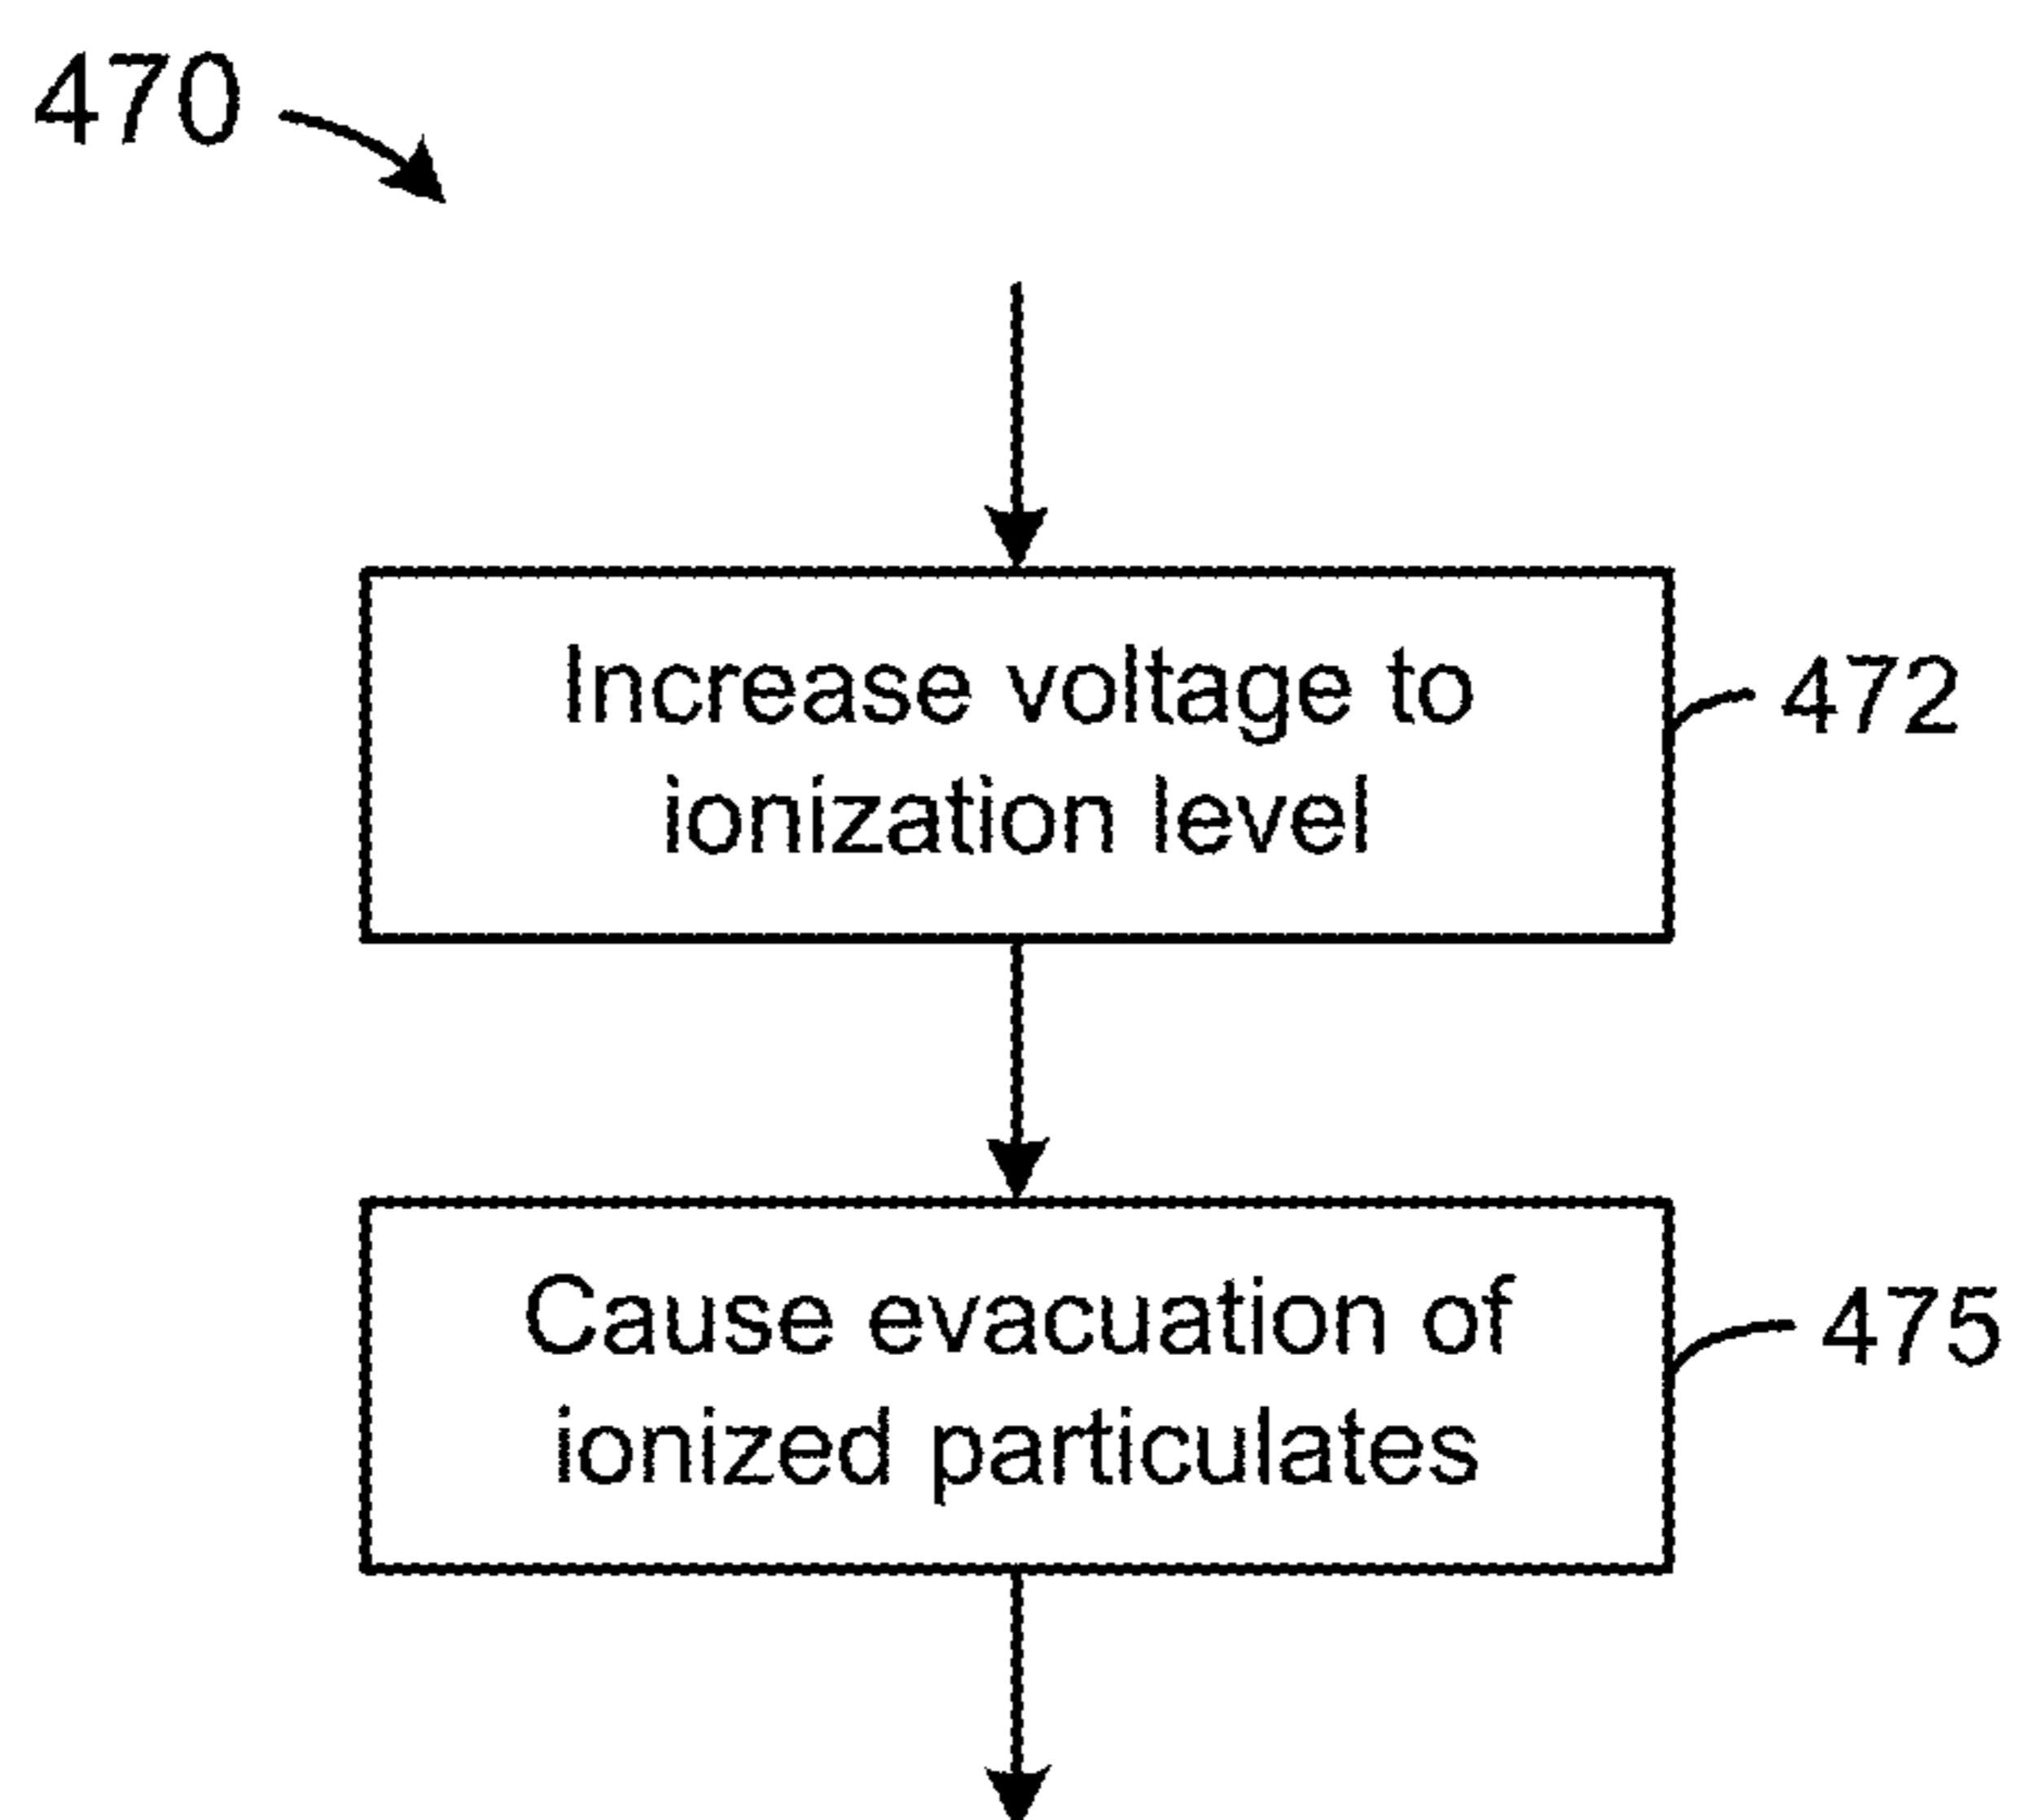 470
Increase voltage to
ionization level
472
Cause evacuation of
ionized particulates
475